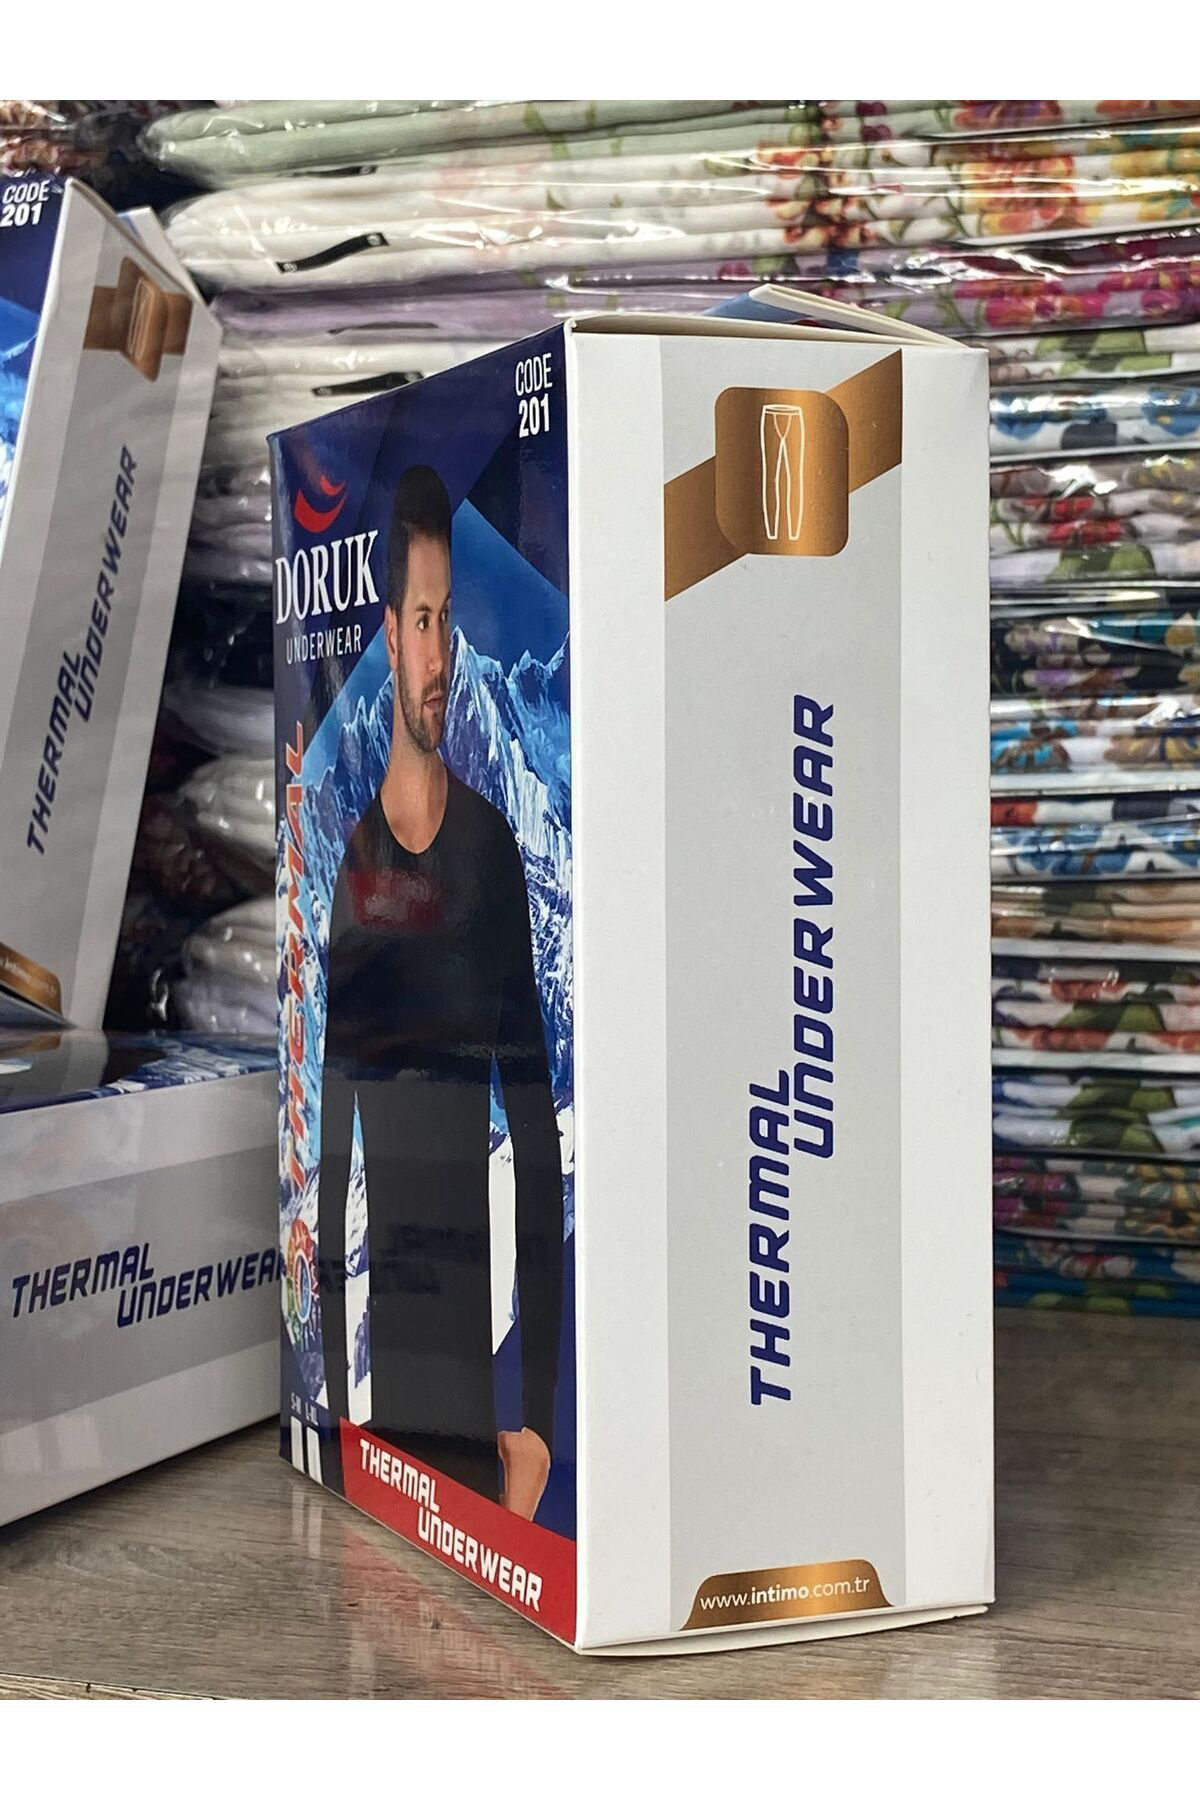 CODE
201
THERMAL
UNDERWEAR
THERMAL
UNDERWEAR
CODE
201
DORUK
UNDERWEAR
THERMAL
S-M L-XL
THERMAL
UNDERWEAR
THERMAL
UNDERWEAR
www.intimo.com.tr